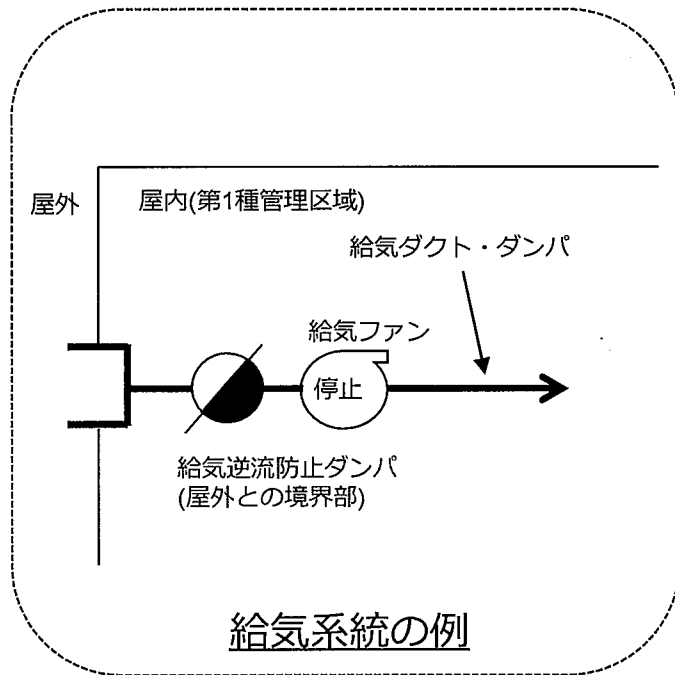 屋外
屋内(第1種管理区域)
給気ダクト・ダンパ
給気ファン
停止
給気逆流防止ダンパ
(屋外との境界部)
給気系統の例